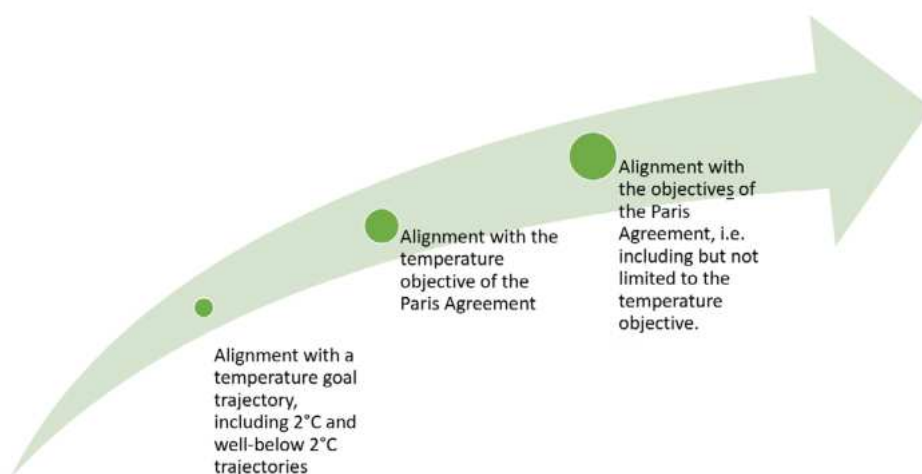 Alignment with
the objectives of
the Paris
Agreement, i.e.
including but not
limited to the
temperature
objective.
Alignment with the
temperature
objective of the
Paris Agreement
Alignment with a
temperature goal
trajectory,
including 2°C and
well-below 2°C
trajectories